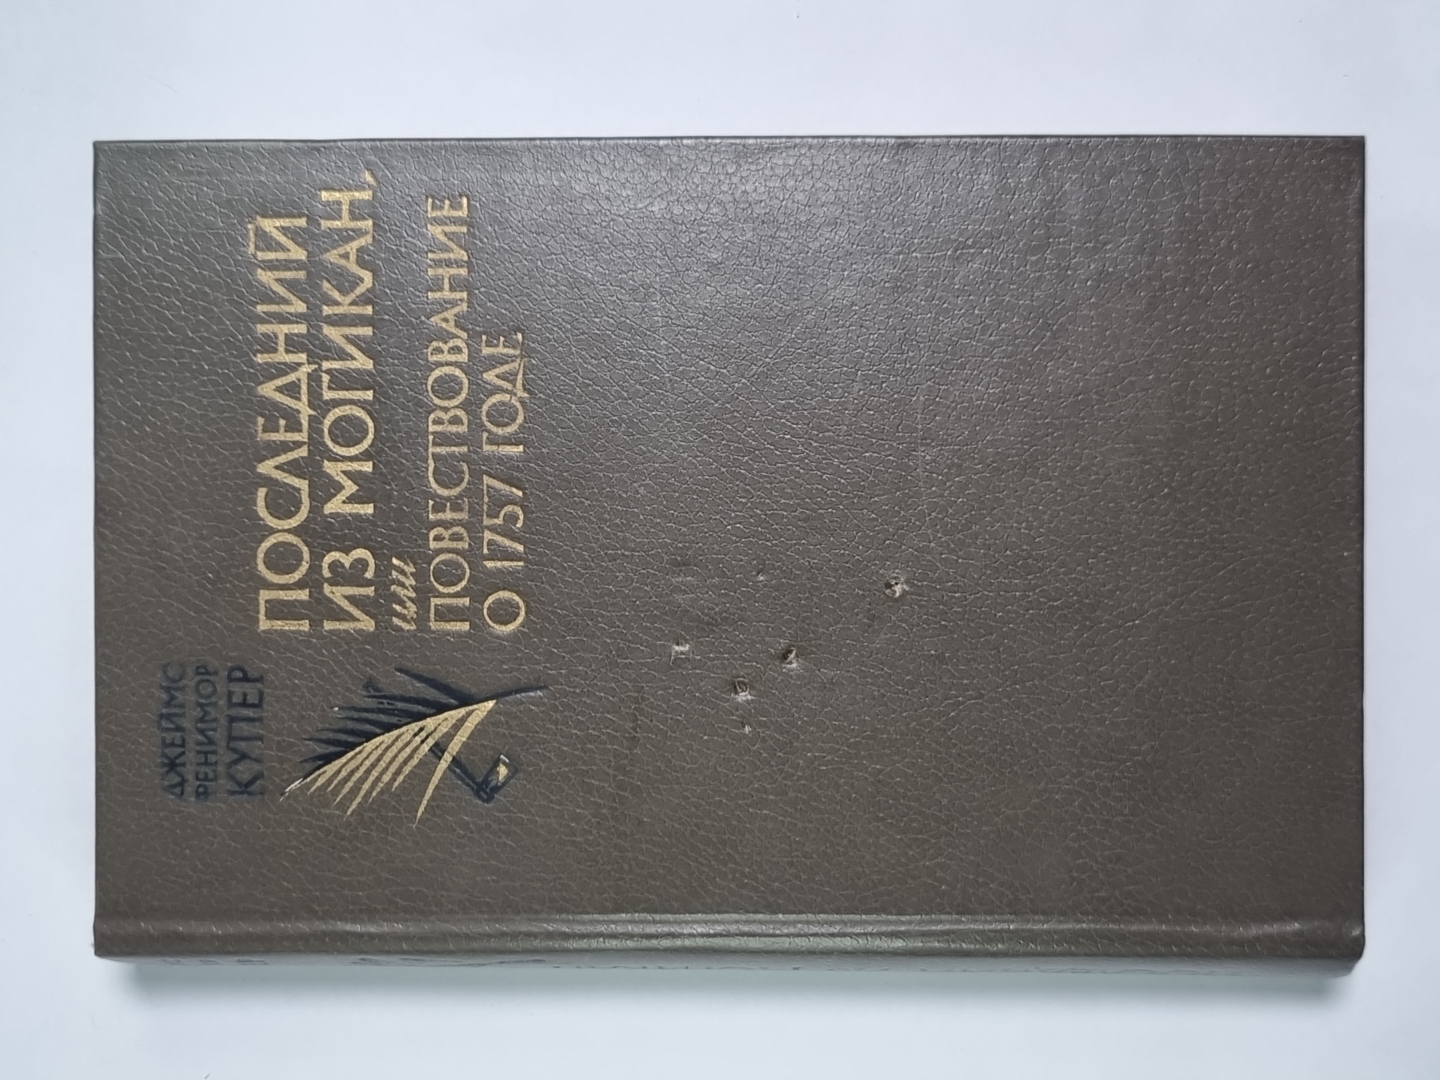 ДЖЕЙМС
ФЕНИМОР
КУПЕР
ПОСЛЕДНИЙ
ИЗ МОГИКАН,
или
ПОВЕСТВОВАНИЕ
О 1757 ГОДЕ